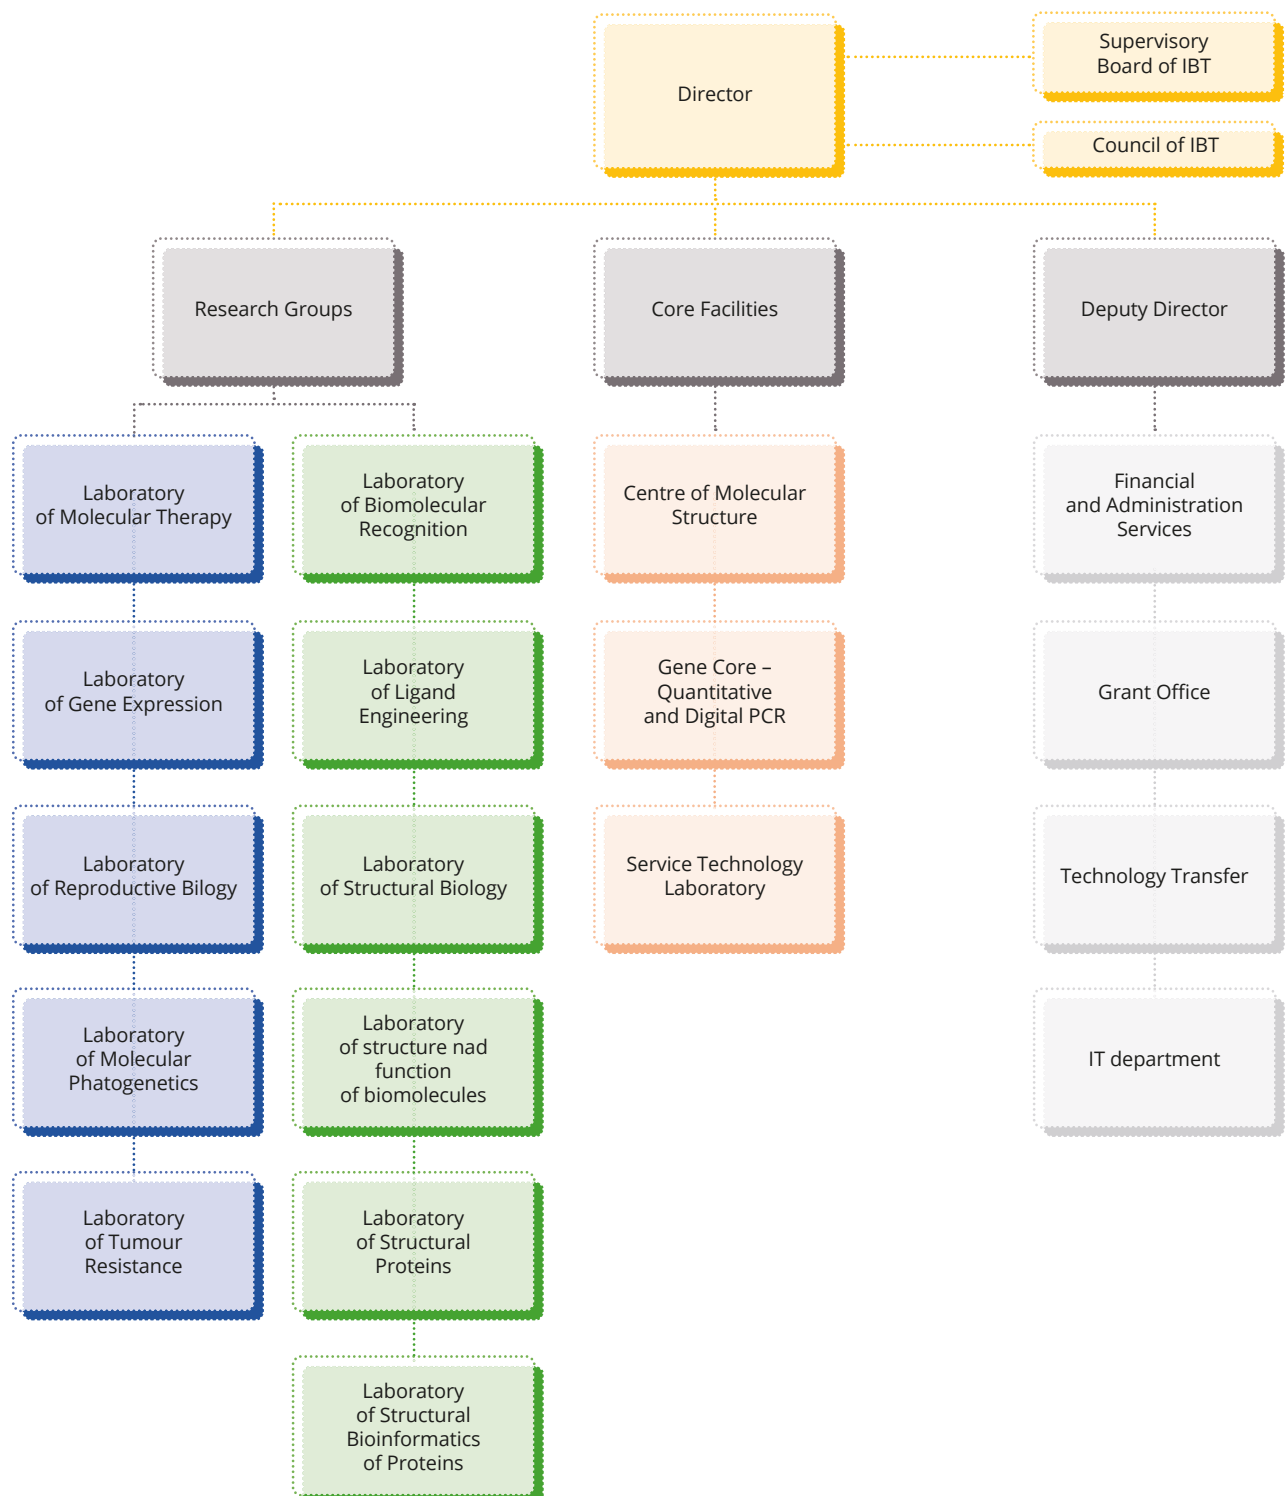 Director
Supervisory
Board of IBT
Council of IBT
Research Groups
Core Facilities
Deputy Director
Laboratory
of Molecular Therapy
Laboratory
of Biomolecular
Recognition
Centre of Molecular
Structure
Financial
and Administration
Services
Laboratory
of Gene Expression
Laboratory
of Ligand
Engineering
Gene Core –
Quantitative
and Digital PCR
Grant Office
Laboratory
of Reproductive Bilogy
Laboratory
of Structural Biology
Service Technology
Laboratory
Technology Transfer
Laboratory
of Molecular
Phatogenetics
Laboratory
of structure nad
function
of biomolecules
IT department
Laboratory
of Tumour
Resistance
Laboratory
of Structural
Proteins
Laboratory
of Structural
Bioinformatics
of Proteins